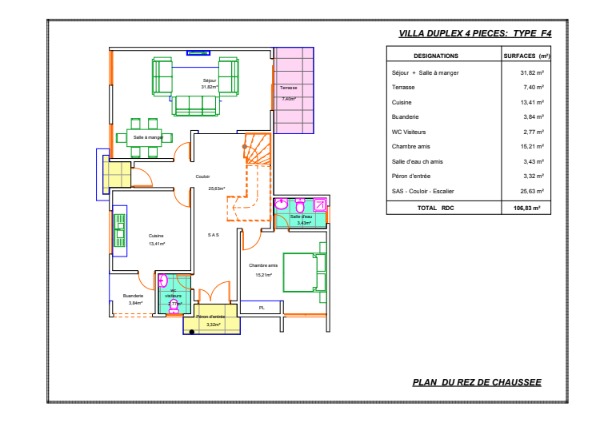 VILLA DUPLEX 4 PIECES: TYPE F4
DESIGNATIONS SURFACES (m²)
Séjour + Salle à manger 31,82 m²
Terrasse 7,40 m²
Cuisine 13,41 m²
Buanderie 3,84 m²
WC Visiteurs 2,77 m²
Chambre amis 15,21 m²
Salle d'eau ch amis 3,43 m²
Péron d'entrée 3,32 m²
SAS - Couloir - Escalier 25,63 m²
TOTAL RDC 106,83 m²
Séjour
31,82m²
Terrasse
7,40m²
Salle à manger
Couloir
25,63m²
Salle d'eau
3,43m²
Cuisine
13,41m²
S.A.S
Chambre amis
15,21m²
Buanderie
3,84m²
WC
visiteurs
2,77m²
PL
Péron d'entrée
3,32m²
PLAN DU REZ DE CHAUSSEE